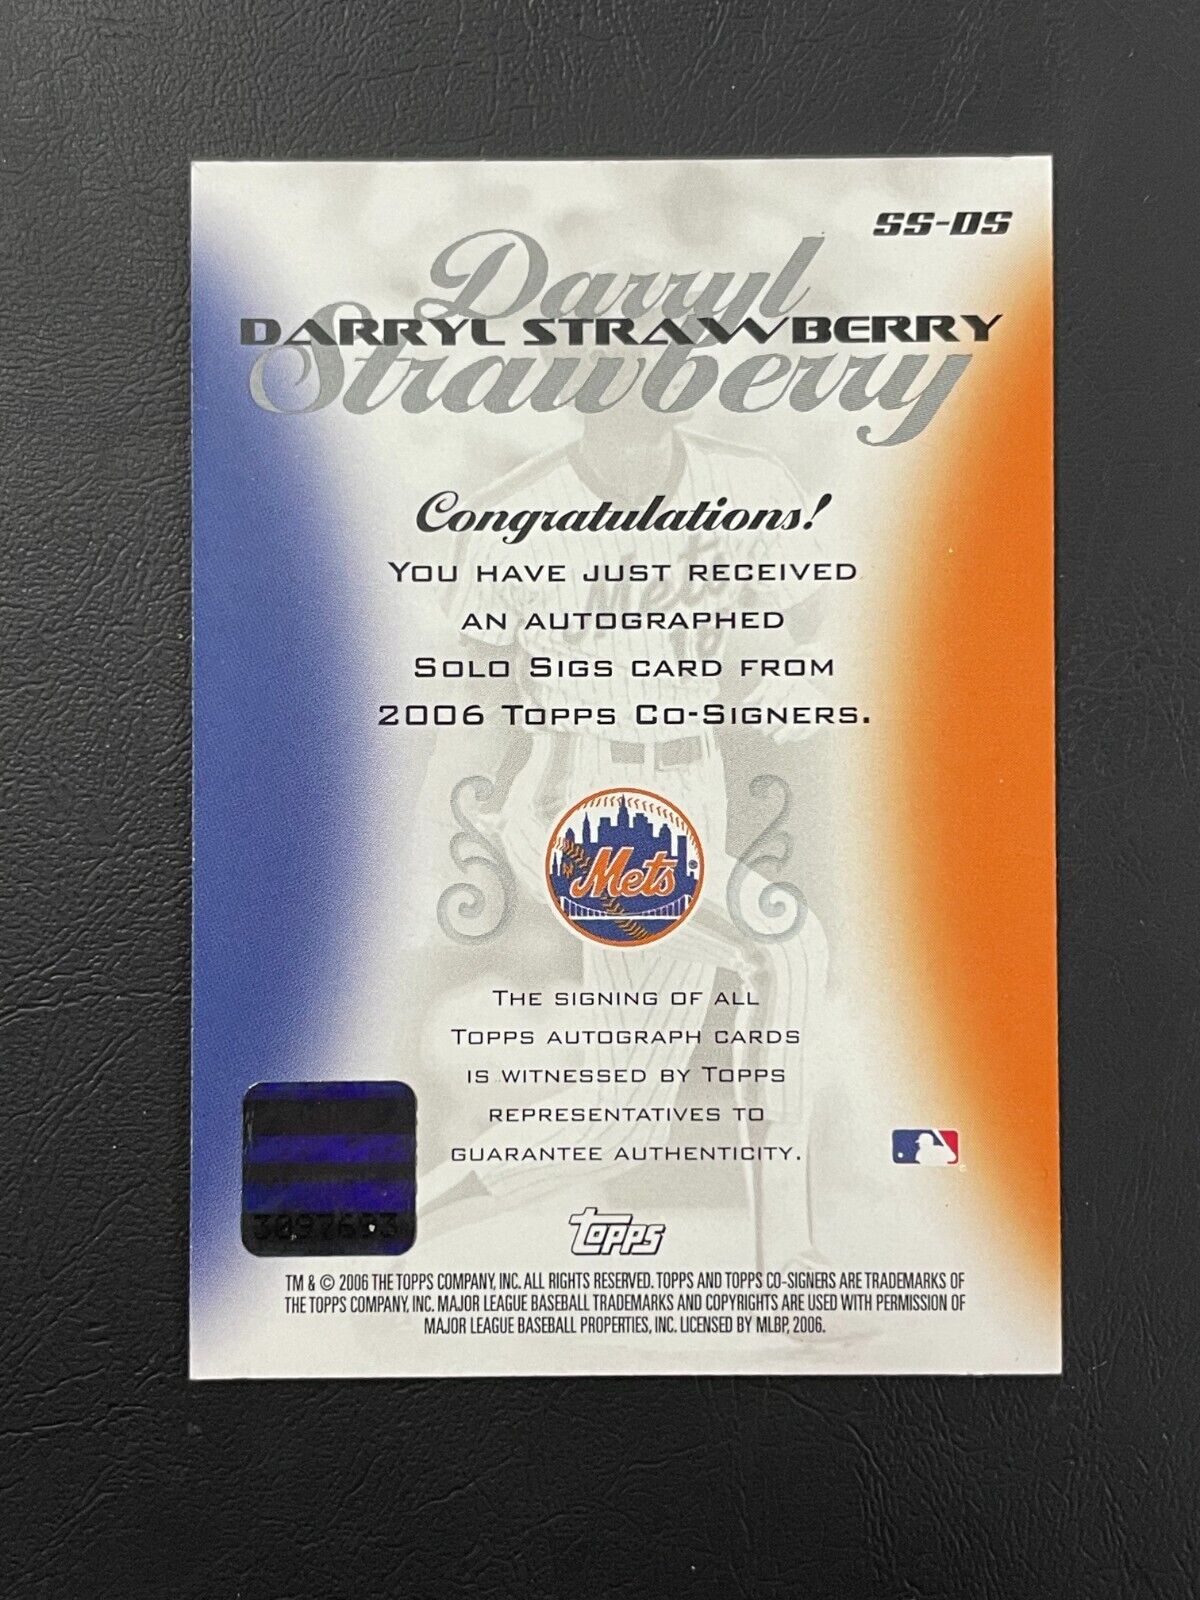 SS-DS
Darryl
DARRYL STRAWBERRY
Strawberry
Congratulations!
YOU HAVE JUST RECEIVED
AN AUTOGRAPHED
SOLO SIGS CARD FROM
2006 TOPPS CO-SIGNERS.
Mets
Mets
THE SIGNING OF ALL
TOPPS AUTOGRAPH CARDS
IS WITNESSED BY TOPPS
REPRESENTATIVES TO
GUARANTEE AUTHENTICITY.
Topps
TM & © 2006 THE TOPPS COMPANY, INC. ALL RIGHTS RESERVED. TOPPS AND TOPPS CO-SIGNERS ARE TRADEMARKS OF
THE TOPPS COMPANY, INC. MAJOR LEAGUE BASEBALL TRADEMARKS AND COPYRIGHTS ARE USED WITH PERMISSION OF
MAJOR LEAGUE BASEBALL PROPERTIES, INC. LICENSED BY MLBP, 2006.